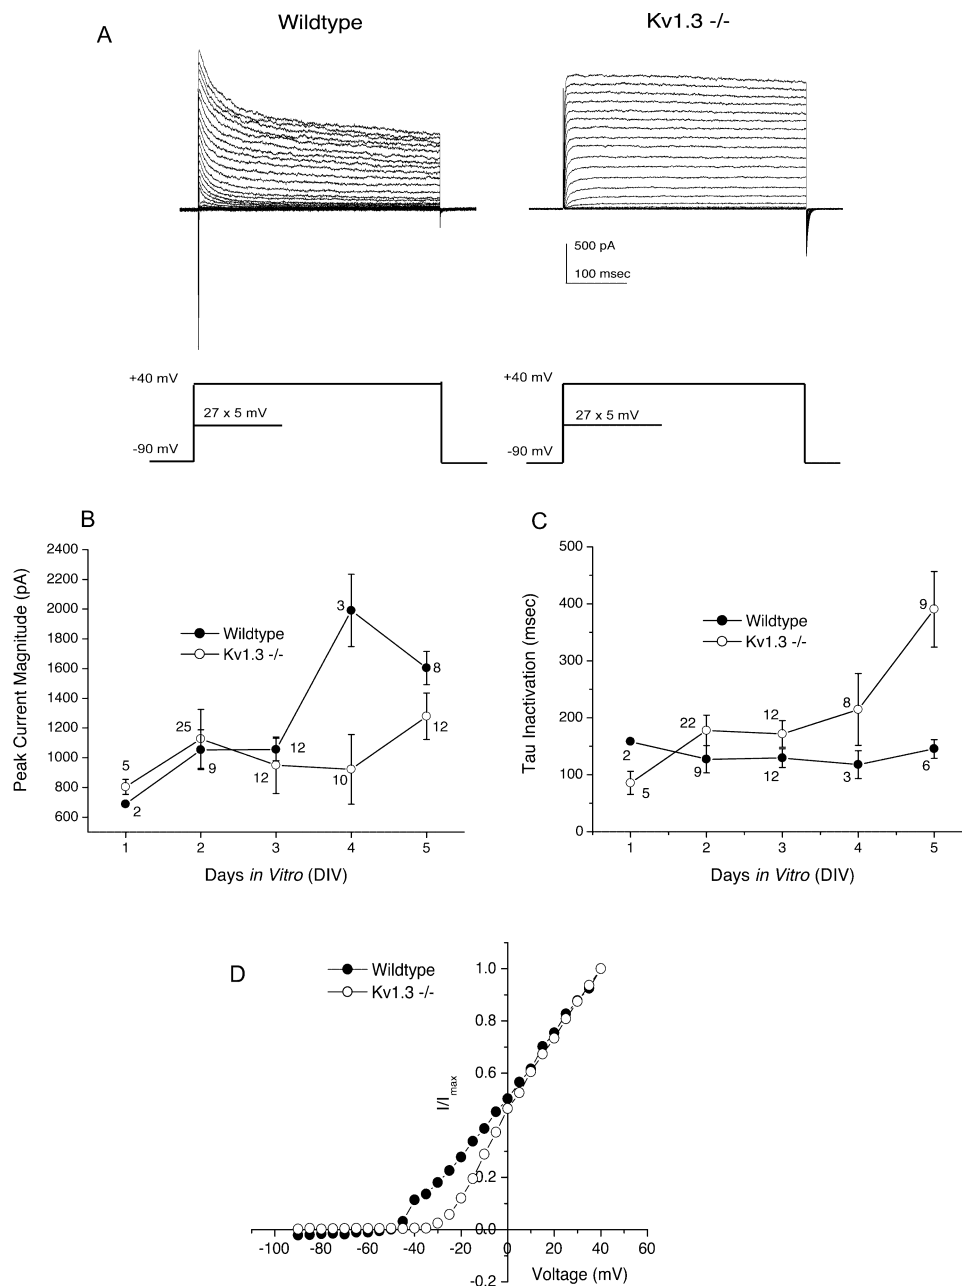 A
Wildtype
Kv1.3 -/-
500 pA
100 msec
+40 mV
27 x 5 mV
-90 mV
+40 mV
27 x 5 mV
-90 mV
B
Peak Current Magnitude (pA)
2400
2200
2000
1800
1600
1400
1200
1000
800
600
Wildtype
Kv1.3 -/-
5
2
25
9
12
12
3
10
8
12
1 2 3 4 5
Days in Vitro (DIV)
C
Tau Inactivation (msec)
500
400
300
200
100
0
Wildtype
Kv1.3 -/-
2
5
22
9
12
12
8
3
9
6
1 2 3 4 5
Days in Vitro (DIV)
D
Wildtype
Kv1.3 -/-
I/Imax
1.0
0.8
0.6
0.4
0.2
0.0
-0.2
-100 -80 -60 -40 -20 0 20 40 60
Voltage (mV)